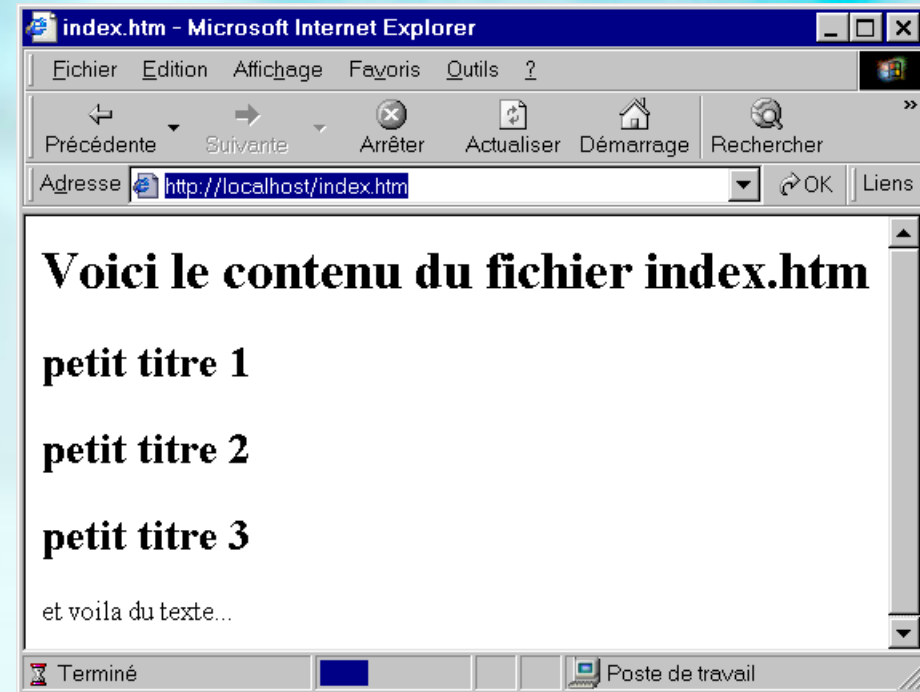 index.htm - Microsoft Internet Explorer
Fichier Edition Affichage Favoris Outils ?
Précédente Suivante Arrêter Actualiser Démarrage Rechercher »
Adresse http://localhost/index.htm OK Liens
Voici le contenu du fichier index.htm
petit titre 1
petit titre 2
petit titre 3
et voila du texte...
Terminé Poste de travail